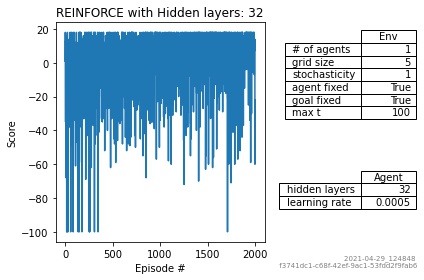 REINFORCE with Hidden layers: 32
20
0
−20
−40
−60
−80
−100
Score
0
500
1000
1500
2000
Episode #
Env
# of agents 1
grid size 5
stochasticity 1
agent fixed True
goal fixed True
max t 100
Agent
hidden layers 32
learning rate 0.0005
2021-04-29_124848
f3741dc1-c68f-42ef-9ac1-53fdd2f9fab6